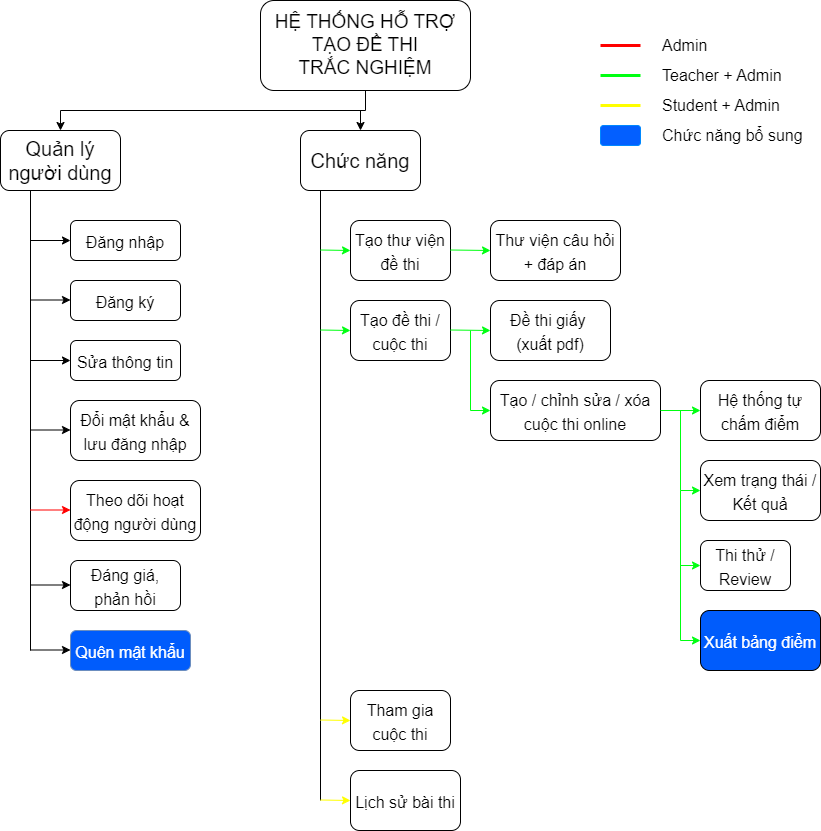 HỆ THỐNG HỖ TRỢ
TẠO ĐỀ THI
TRẮC NGHIỆM
Admin
Teacher + Admin
Student + Admin
Chức năng bổ sung
Quản lý
người dùng
Đăng nhập
Đăng ký
Sửa thông tin
Đổi mật khẩu &
lưu đăng nhập
Theo dõi hoạt
động người dùng
Đáng giá,
phản hồi
Quên mật khẩu
Chức năng
Tạo thư viện
đề thi
Thư viện câu hỏi
+ đáp án
Tạo đề thi /
cuộc thi
Đề thi giấy
(xuất pdf)
Tạo / chỉnh sửa / xóa
cuộc thi online
Hệ thống tự
chấm điểm
Xem trạng thái /
Kết quả
Thi thử /
Review
Xuất bảng điểm
Tham gia
cuộc thi
Lịch sử bài thi